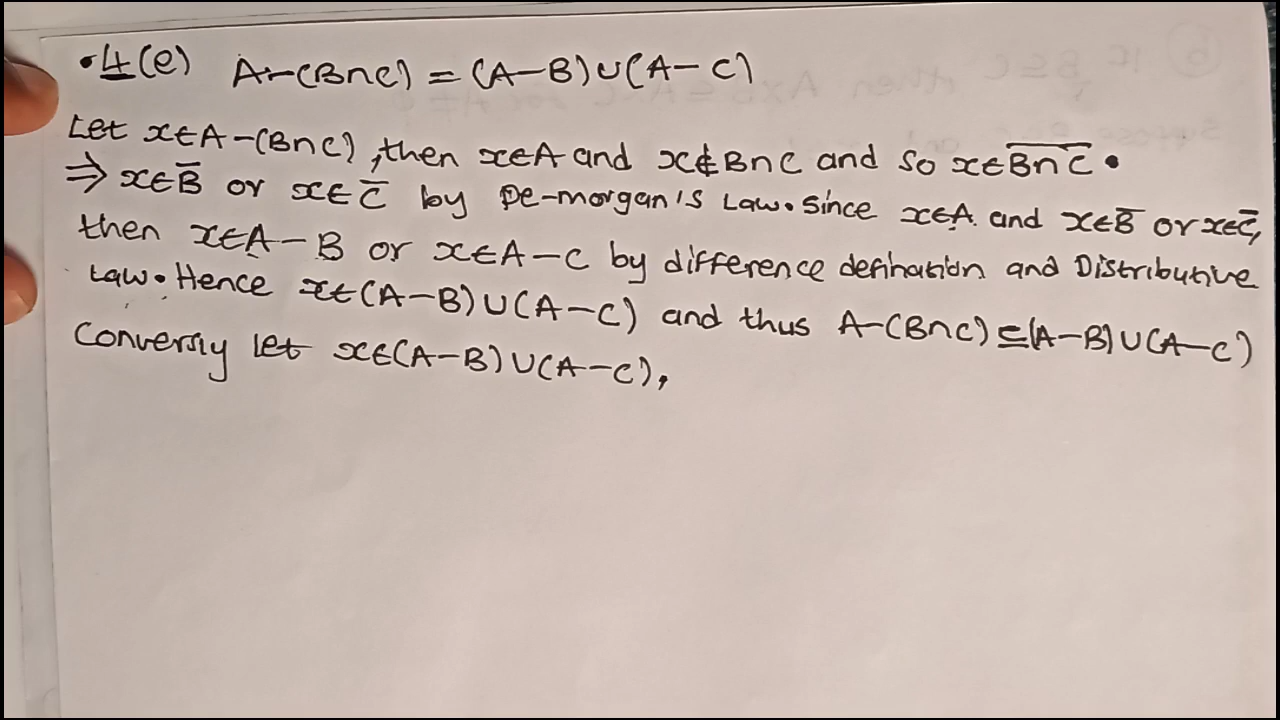 •4(e) A-(B∩C) = (A-B)∪(A-C)
Let x∈A-(B∩C), then x∈A and x∉B∩C and so x∈\overline{B∩C}.
⇒ x∈B̅ or x∈C̅ by De-morgan's Law. Since x∈A and x∈B̅ or x∈C̅,
then x∈A-B or x∈A-C by difference defination and Distributive
Law. Hence x∈(A-B)∪(A-C) and thus A-(B∩C)⊆(A-B)∪(A-C)
Conversly let x∈(A-B)∪(A-C),